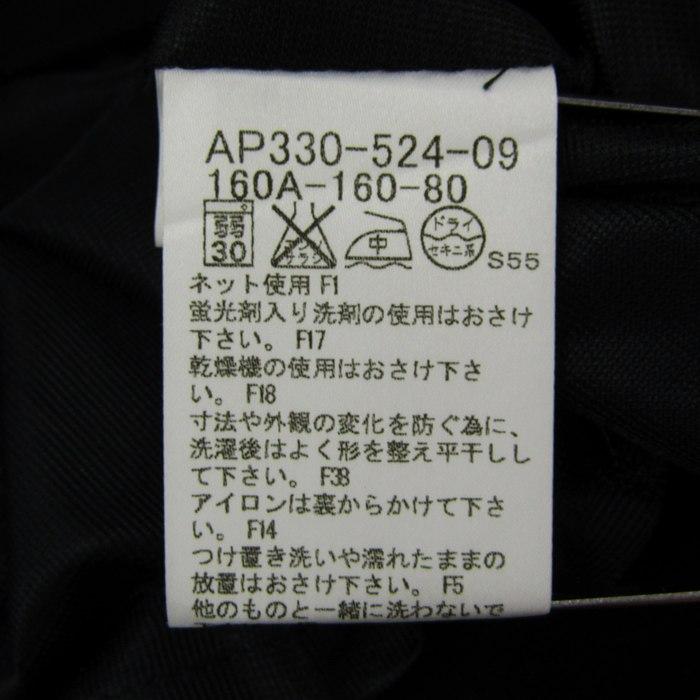 AP330-524-09
160A-160-80
弱 30 エンソサラシ 中 ドライ セキユ系 S55
ネット使用 F1
蛍光剤入り洗剤の使用はおさけ
下さい。 F17
乾燥機の使用はおさけ下さ
い。 F18
寸法や外観の変化を防ぐ為に、
洗濯後はよく形を整え平干しし
て下さい。 F38
アイロンは裏からかけて下さ
い。 F14
つけ置き洗いや濡れたままの
放置はおさけ下さい。 F5
他のものと一緒に洗わないで